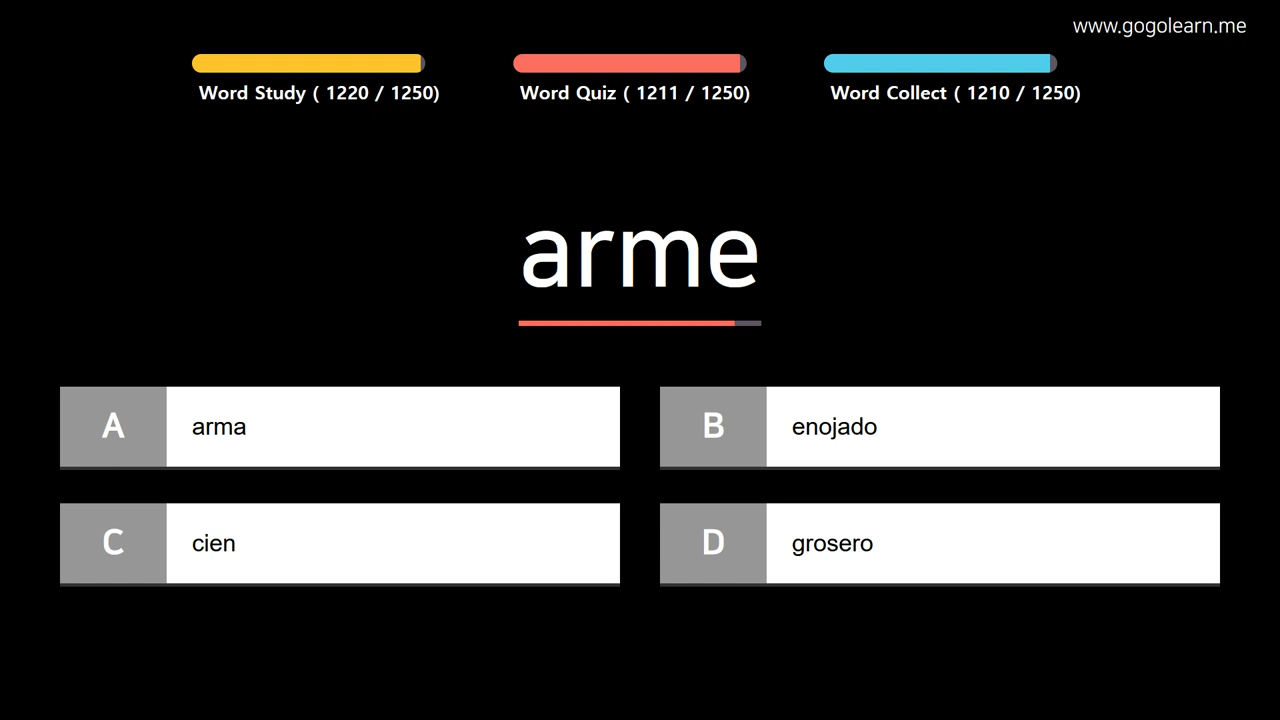 www.gogolearn.me
Word Study ( 1220 / 1250)
Word Quiz ( 1211 / 1250)
Word Collect ( 1210 / 1250)
arme
A arma
B enojado
C cien
D grosero